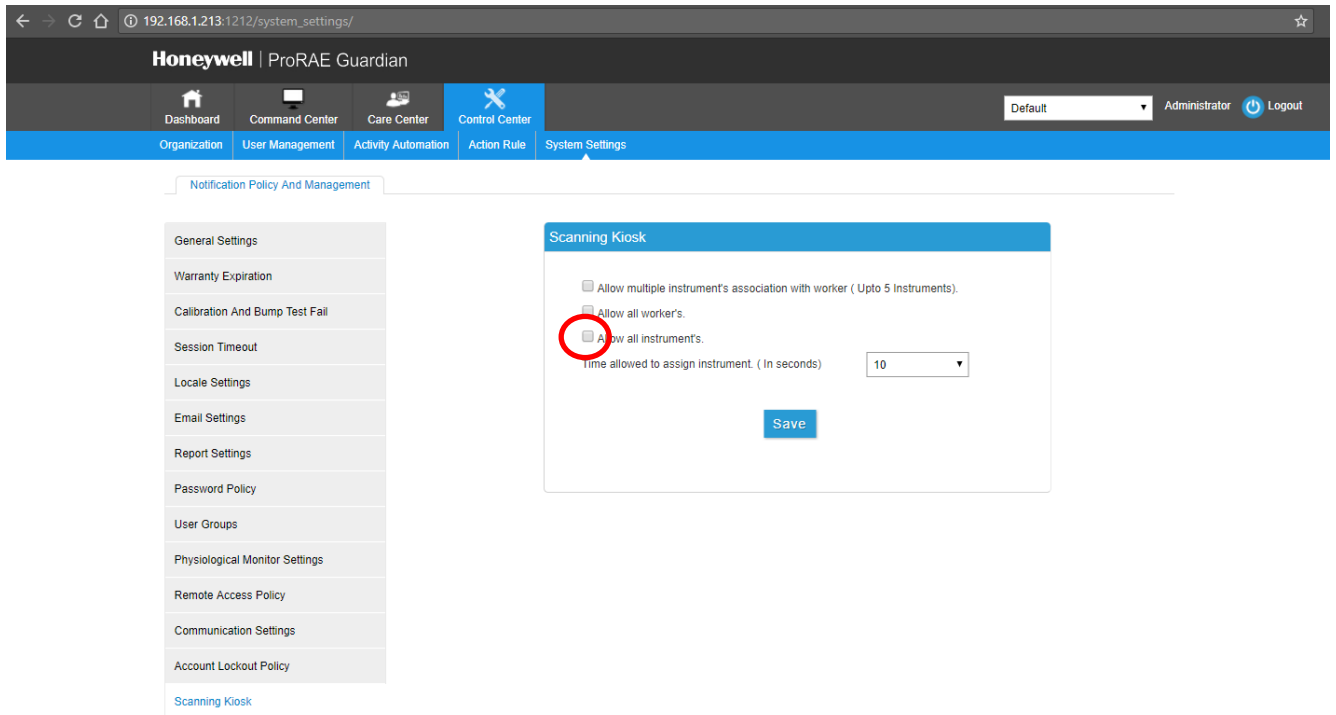 192.168.1.213:1212/system_settings/
Honeywell | ProRAE Guardian
Dashboard Command Center Care Center Control Center Default Administrator Logout
Organization User Management Activity Automation Action Rule System Settings
Notification Policy And Management
General Settings
Warranty Expiration
Calibration And Bump Test Fail
Session Timeout
Locale Settings
Email Settings
Report Settings
Password Policy
User Groups
Physiological Monitor Settings
Remote Access Policy
Communication Settings
Account Lockout Policy
Scanning Kiosk
Scanning Kiosk
Allow multiple instrument's association with worker ( Upto 5 Instruments).
Allow all worker's.
Allow all instrument's.
Time allowed to assign instrument. ( In seconds) 10
Save